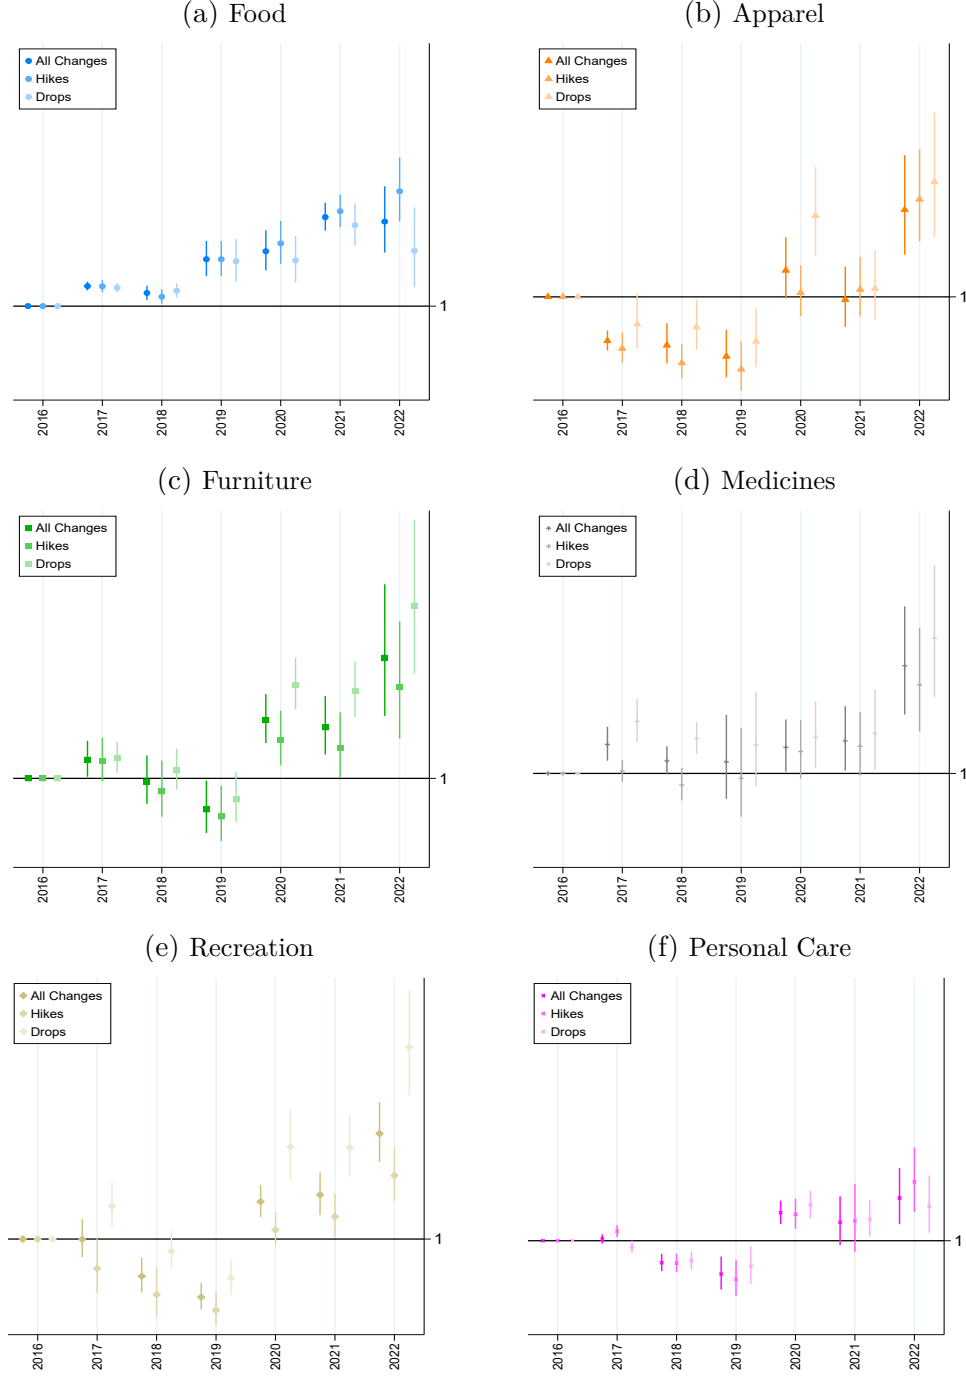 (a) Food
All Changes
Hikes
Drops
1
2016
2017
2018
2019
2020
2021
2022
(b) Apparel
All Changes
Hikes
Drops
1
2016
2017
2018
2019
2020
2021
2022
(c) Furniture
All Changes
Hikes
Drops
1
2016
2017
2018
2019
2020
2021
2022
(d) Medicines
All Changes
Hikes
Drops
1
2016
2017
2018
2019
2020
2021
2022
(e) Recreation
All Changes
Hikes
Drops
1
2016
2017
2018
2019
2020
2021
2022
(f) Personal Care
All Changes
Hikes
Drops
1
2016
2017
2018
2019
2020
2021
2022